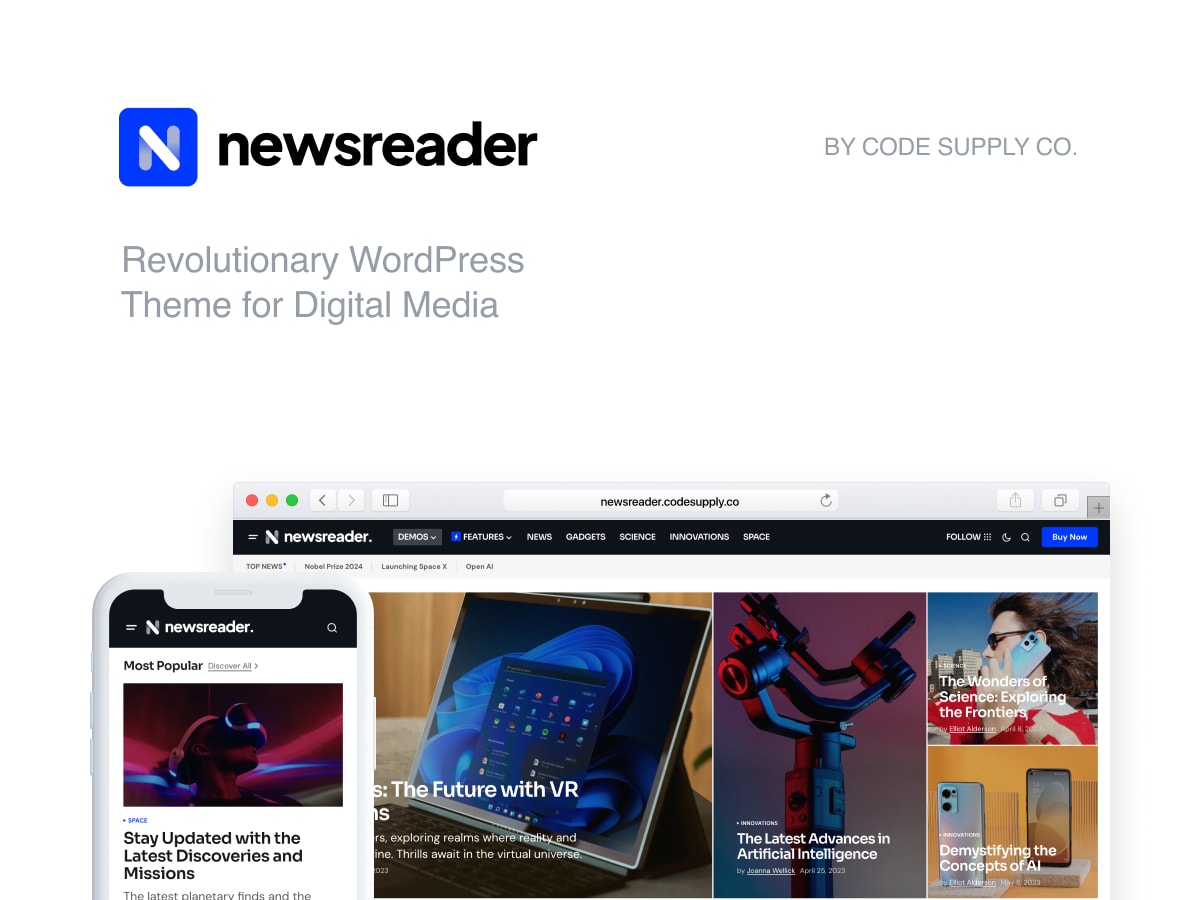 newsreader
BY CODE SUPPLY CO.
Revolutionary WordPress
Theme for Digital Media
newsreader.codesupply.co
newsreader.
DEMOS
FEATURES
NEWS
GADGETS
SCIENCE
INNOVATIONS
SPACE
FOLLOW
Buy Now
TOP NEWS
Nobel Prize 2024
Launching Space X
Open AI
newsreader.
Most Popular Discover All
SPACE
Stay Updated with the
Latest Discoveries and
Missions
The latest planetary finds and the
s: The Future with VR
ns
rs, exploring realms where reality and
ine. Thrills await in the virtual universe.
2023
INNOVATIONS
The Latest Advances in
Artificial Intelligence
by Joanna Wellick April 25, 2023
SCIENCE
The Wonders of
Science: Exploring
the Frontiers
by Elliot Alderson April 8, 2023
INNOVATIONS
Demystifying the
Concepts of AI
by Elliot Alderson May 8, 2023